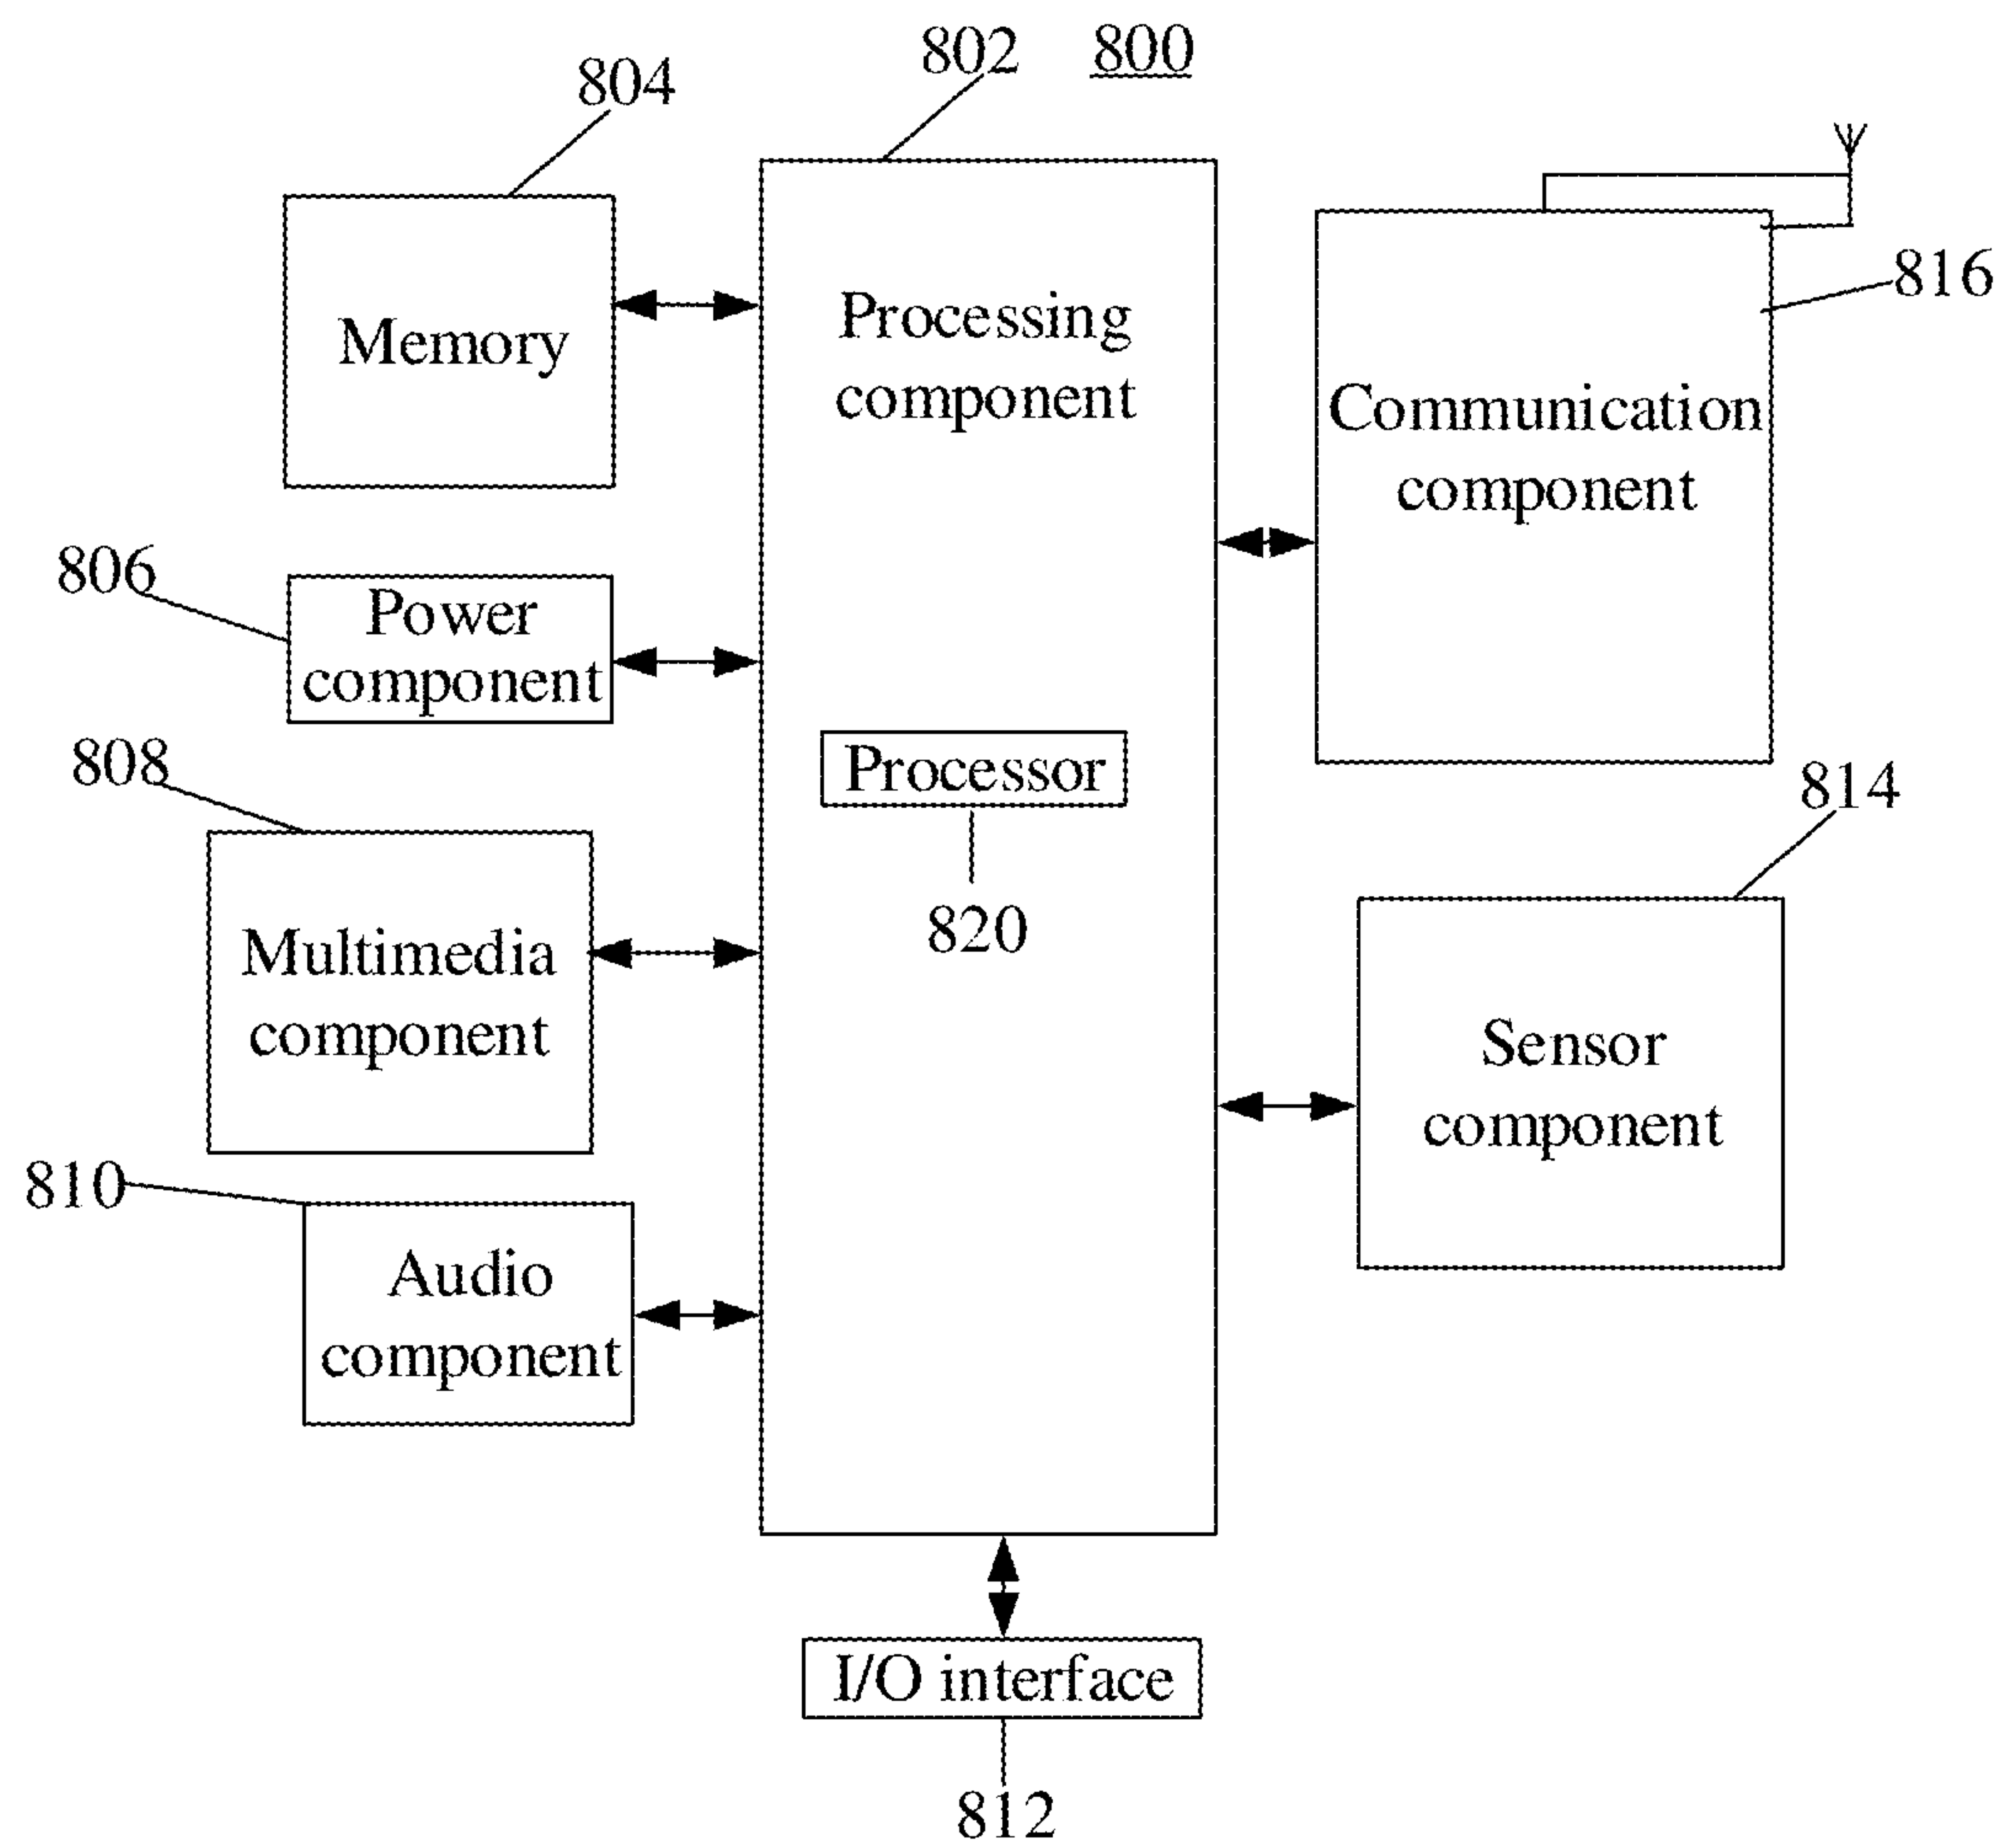 802
800
804
Memory
Processing
component
816
Communication
component
806
Power
component
808
Processor
814
820
Multimedia
component
Sensor
component
810
Audio
component
I/O interface
812